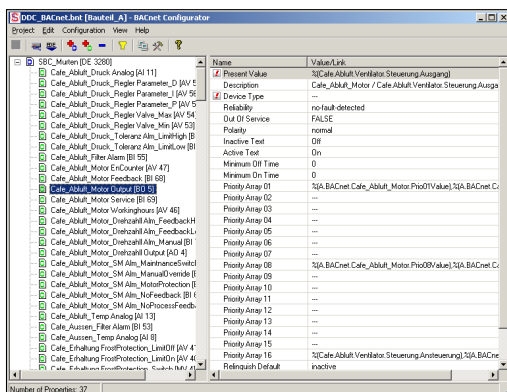 DDC_BACnet.bnt [Bauteil_A] - BACnet Configurator
Project Edit Configuration View Help
SBC_Murten [DE 3280]
Cafe_Abluft_Druck Analog [AI 11]
Cafe_Abluft_Druck_Regler Parameter_D [AV 5
Cafe_Abluft_Druck_Regler Parameter_I [AV 56
Cafe_Abluft_Druck_Regler Parameter_P [AV 5
Cafe_Abluft_Druck_Regler Valve_Max [AV 54]
Cafe_Abluft_Druck_Regler Valve_Min [AV 53]
Cafe_Abluft_Druck_Toleranz Alm_LimitHigh [B
Cafe_Abluft_Druck_Toleranz Alm_LimitLow [BI
Cafe_Abluft_Filter Alarm [BI 55]
Cafe_Abluft_Motor EnCounter [AV 47]
Cafe_Abluft_Motor Feedback [BI 68]
Cafe_Abluft_Motor Output [BO 5]
Cafe_Abluft_Motor Service [BI 69]
Cafe_Abluft_Motor Workinghours [AV 46]
Cafe_Abluft_Motor_Drehzahl Alm_FeedbackH
Cafe_Abluft_Motor_Drehzahl Alm_FeedbackL
Cafe_Abluft_Motor_Drehzahl Alm_Manual [BI
Cafe_Abluft_Motor_Drehzahl Output [AO 4]
Cafe_Abluft_Motor_SM Alm_MaintranceSwitcl
Cafe_Abluft_Motor_SM Alm_ManualOverride [E
Cafe_Abluft_Motor_SM Alm_MotorProtection [E
Cafe_Abluft_Motor_SM Alm_NoFeedback [BI 6
Cafe_Abluft_Motor_SM Alm_NoProcessFeedb
Cafe_Abluft_Temp Analog [AI 13]
Cafe_Aussen_Filter Alarm [BI 53]
Cafe_Aussen_Temp Analog [AI 8]
Cafe_Erhaltung FrostProtection_LimitOff [AV 4
Cafe_Erhaltung FrostProtection_LimitOn [AV 4
Cafe_Erhaltung FrostProtection_Switch [MV 4
Name Value/Link
Present Value %(Cafe.Abluft.Ventilator.Steuerung.Ausgang)
Description Cafe_Abluft_Motor / Cafe.Abluft.Ventilator.Steuerung.Ausga
Device Type ---
Reliability no-fault-detected
Out Of Service FALSE
Polarity normal
Inactive Text Off
Active Text On
Minimum Off Time 0
Minimum On Time 0
Priority Array 01 %(A.BACnet.Cafe_Abluft_Motor.Prio01Value),%(A.BACnet.Ca
Priority Array 02 ---
Priority Array 03 ---
Priority Array 04 ---
Priority Array 05 ---
Priority Array 06 ---
Priority Array 07 ---
Priority Array 08 %(A.BACnet.Cafe_Abluft_Motor.Prio08Value),%(A.BACnet.Ca
Priority Array 09 ---
Priority Array 10 ---
Priority Array 11 ---
Priority Array 12 ---
Priority Array 13 ---
Priority Array 14 ---
Priority Array 15 ---
Priority Array 16 %(Cafe.Abluft.Ventilator.Steuerung.Ansteuerung),%(A.BACne
Relinquish Default inactive
Number of Properties: 37